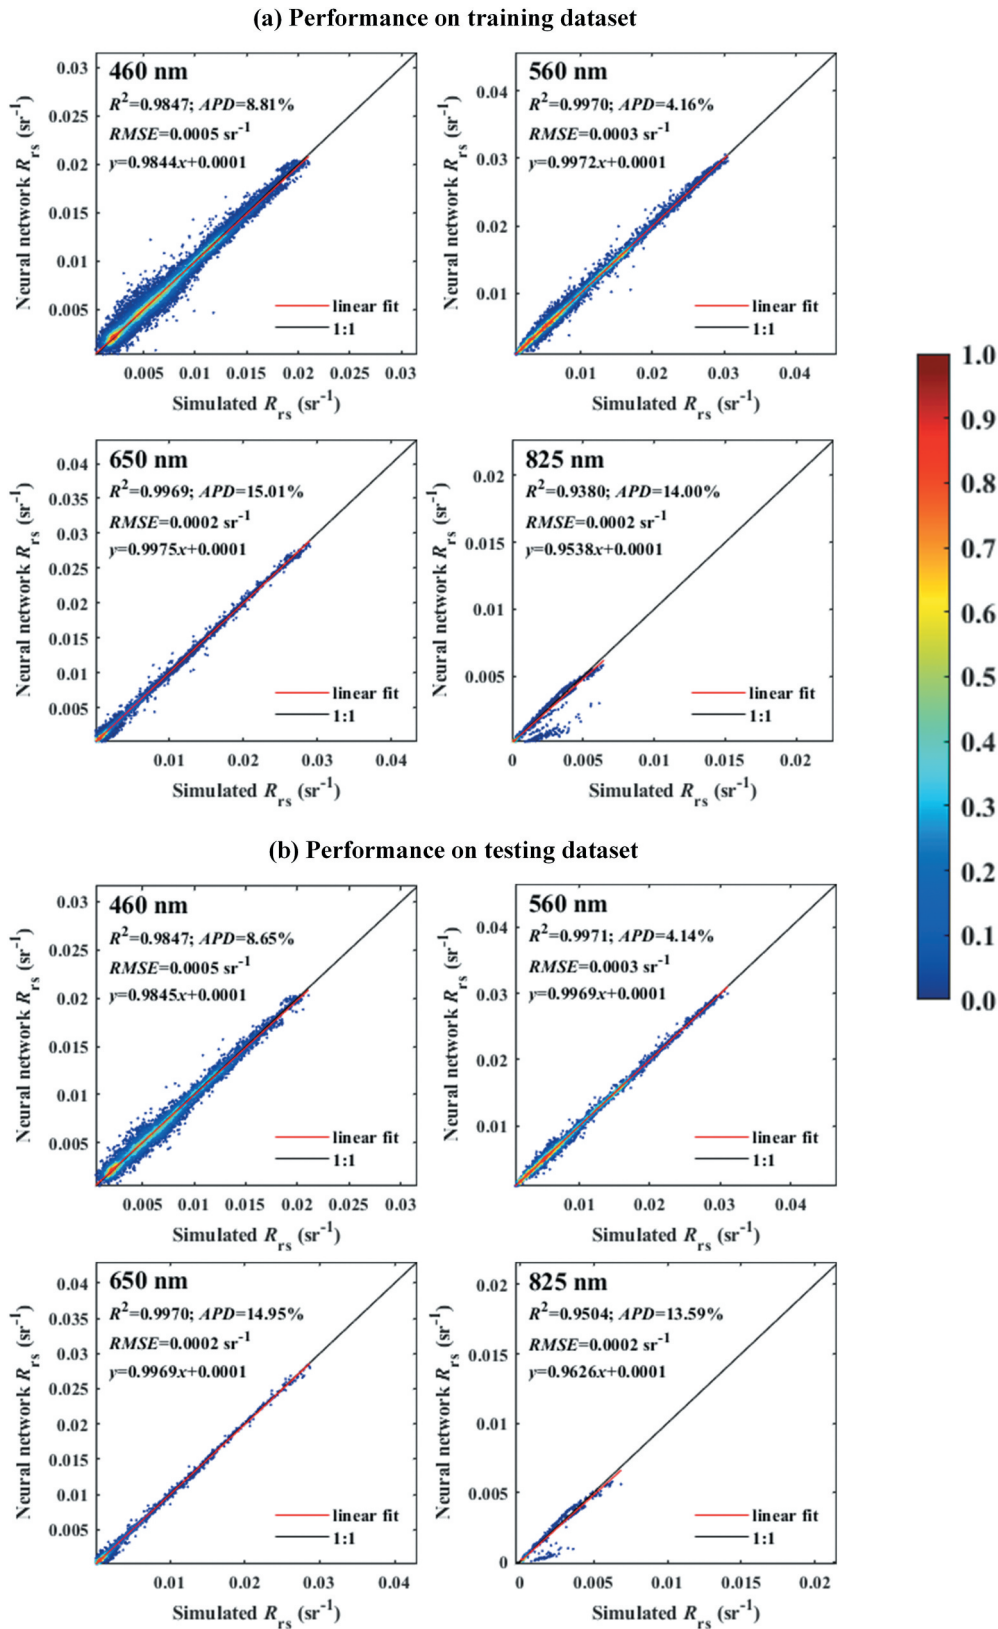 (a) Performance on training dataset
460 nm
R²=0.9847; APD=8.81%
RMSE=0.0005 sr⁻¹
y=0.9844x+0.0001
linear fit
1:1
0.03
0.025
0.02
0.015
0.01
0.005
0.005 0.01 0.015 0.02 0.025 0.03
Neural network Rrs (sr⁻¹)
Simulated Rrs (sr⁻¹)
560 nm
R²=0.9970; APD=4.16%
RMSE=0.0003 sr⁻¹
y=0.9972x+0.0001
linear fit
1:1
0.04
0.03
0.02
0.01
0.01 0.02 0.03 0.04
Neural network Rrs (sr⁻¹)
Simulated Rrs (sr⁻¹)
650 nm
R²=0.9969; APD=15.01%
RMSE=0.0002 sr⁻¹
y=0.9975x+0.0001
linear fit
1:1
0.04
0.035
0.03
0.025
0.02
0.015
0.01
0.005
0.01 0.02 0.03 0.04
Neural network Rrs (sr⁻¹)
Simulated Rrs (sr⁻¹)
825 nm
R²=0.9380; APD=14.00%
RMSE=0.0002 sr⁻¹
y=0.9538x+0.0001
linear fit
1:1
0.02
0.015
0.01
0.005
0 0.005 0.01 0.015 0.02
Neural network Rrs (sr⁻¹)
Simulated Rrs (sr⁻¹)
1.0
0.9
0.8
0.7
0.6
0.5
0.4
0.3
0.2
0.1
0.0
(b) Performance on testing dataset
460 nm
R²=0.9847; APD=8.65%
RMSE=0.0005 sr⁻¹
y=0.9845x+0.0001
linear fit
1:1
0.03
0.025
0.02
0.015
0.01
0.005
0.005 0.01 0.015 0.02 0.025 0.03
Neural network Rrs (sr⁻¹)
Simulated Rrs (sr⁻¹)
560 nm
R²=0.9971; APD=4.14%
RMSE=0.0003 sr⁻¹
y=0.9969x+0.0001
linear fit
1:1
0.04
0.03
0.02
0.01
0.01 0.02 0.03 0.04
Neural network Rrs (sr⁻¹)
Simulated Rrs (sr⁻¹)
650 nm
R²=0.9970; APD=14.95%
RMSE=0.0002 sr⁻¹
y=0.9969x+0.0001
linear fit
1:1
0.04
0.035
0.03
0.025
0.02
0.015
0.01
0.005
0.01 0.02 0.03 0.04
Neural network Rrs (sr⁻¹)
Simulated Rrs (sr⁻¹)
825 nm
R²=0.9504; APD=13.59%
RMSE=0.0002 sr⁻¹
y=0.9626x+0.0001
linear fit
1:1
0.02
0.015
0.01
0.005
0
0 0.005 0.01 0.015 0.02
Neural network Rrs (sr⁻¹)
Simulated Rrs (sr⁻¹)